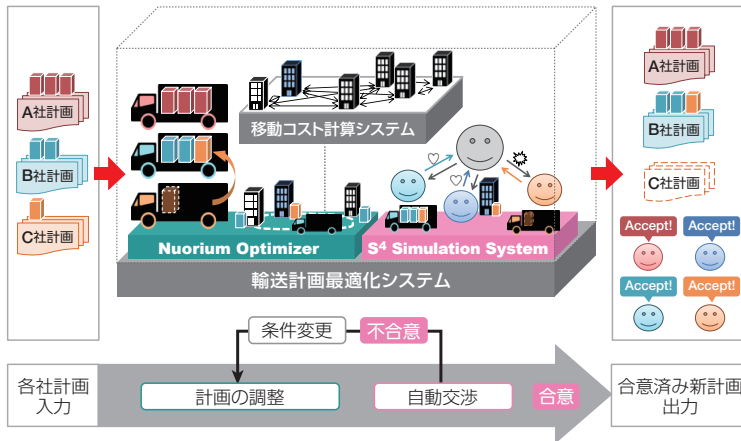 A社計画
B社計画
C社計画
移動コスト計算システム
Nuorium Optimizer
S⁴ Simulation System
輸送計画最適化システム
A社計画
B社計画
C社計画
Accept!
Accept!
Accept!
Accept!
条件変更
不合意
各社計画
入力
計画の調整
自動交渉
合意
合意済み新計画
出力